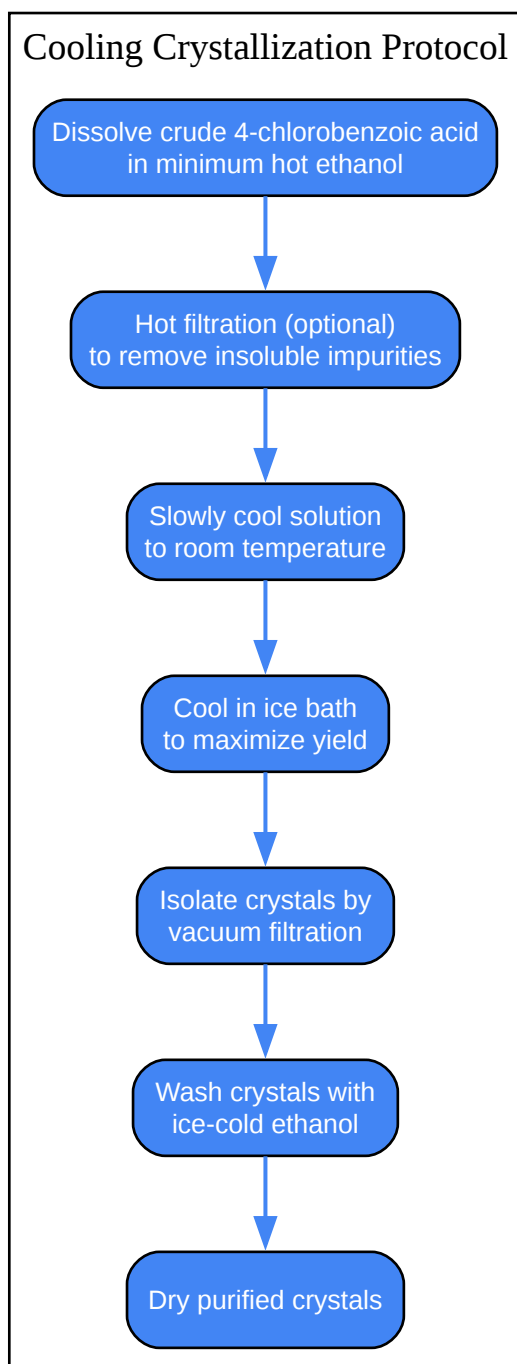 Cooling Crystallization Protocol
Dissolve crude 4-chlorobenzoic acid
in minimum hot ethanol
Hot filtration (optional)
to remove insoluble impurities
Slowly cool solution
to room temperature
Cool in ice bath
to maximize yield
Isolate crystals by
vacuum filtration
Wash crystals with
ice-cold ethanol
Dry purified crystals